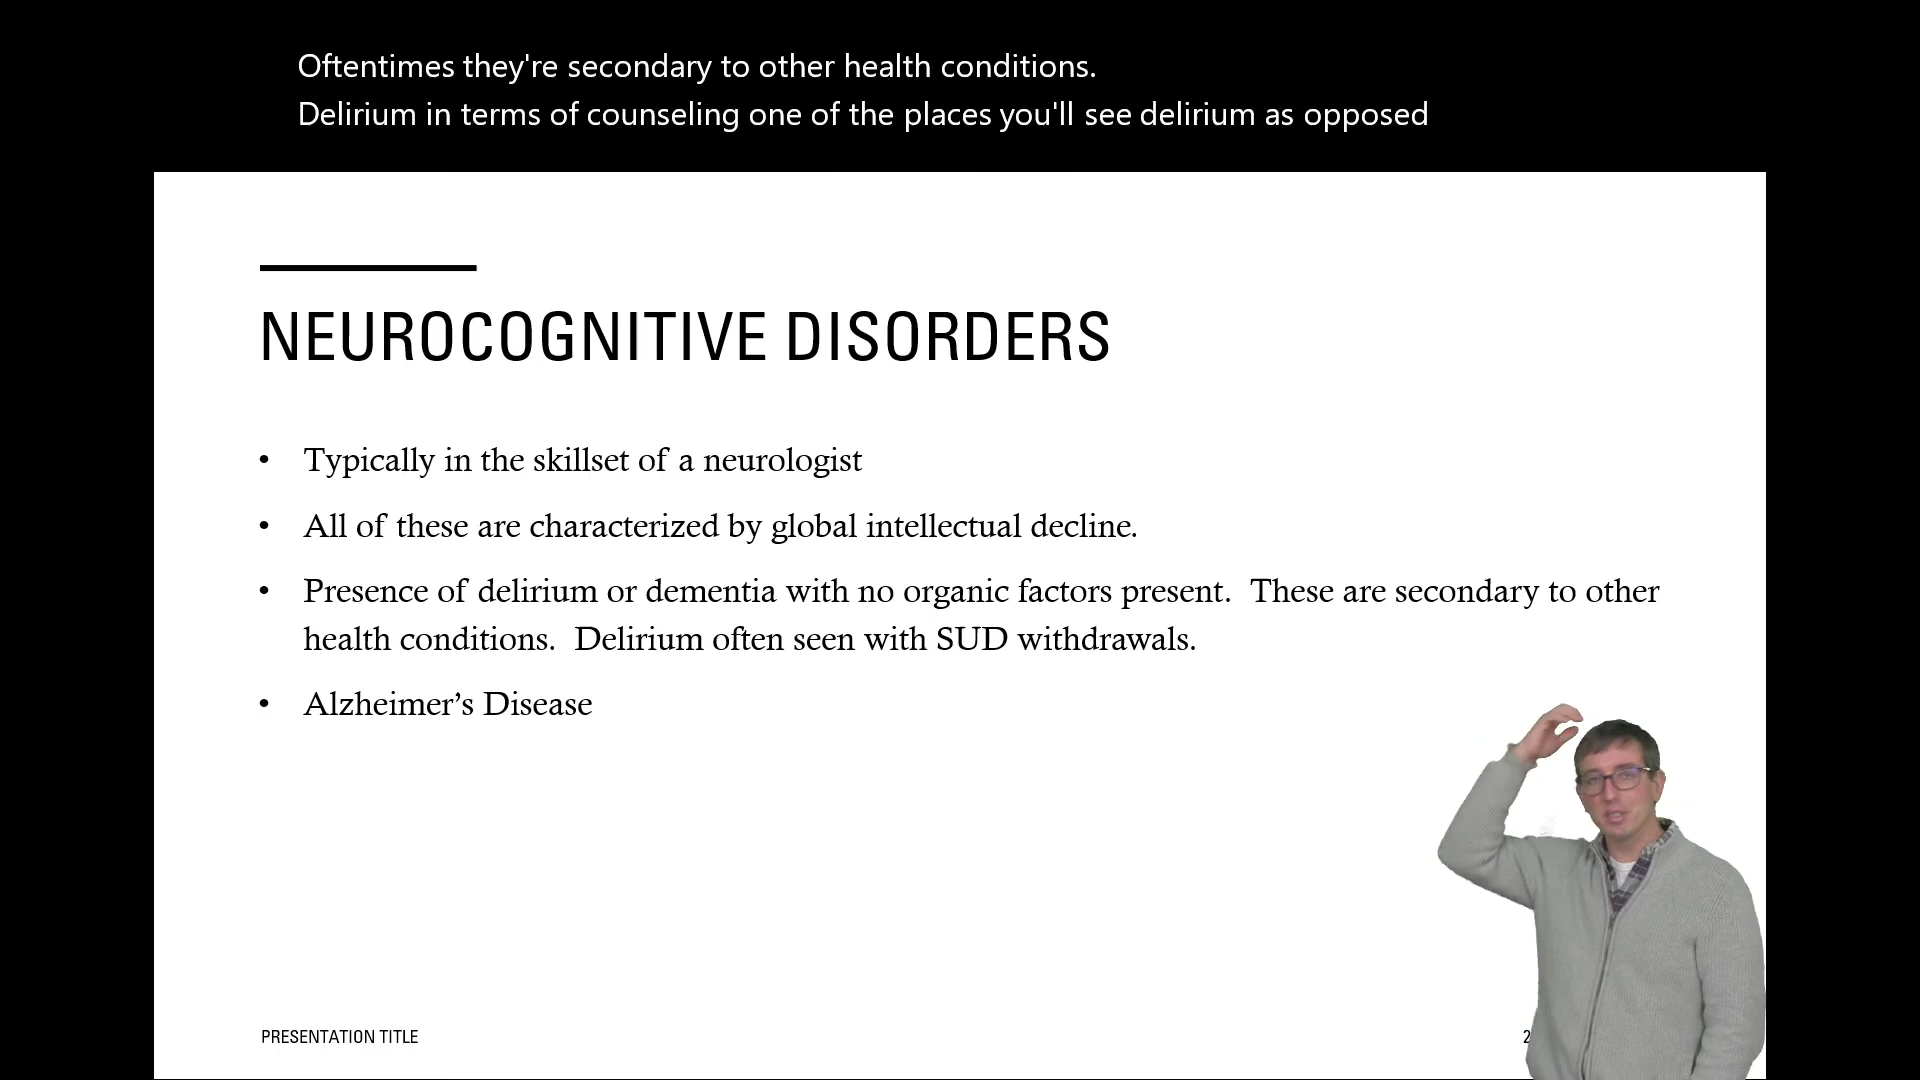 Oftentimes they're secondary to other health conditions.
Delirium in terms of counseling one of the places you'll see delirium as opposed
NEUROCOGNITIVE DISORDERS
• Typically in the skillset of a neurologist
• All of these are characterized by global intellectual decline.
• Presence of delirium or dementia with no organic factors present.  These are secondary to other
health conditions.  Delirium often seen with SUD withdrawals.
• Alzheimer’s Disease
PRESENTATION TITLE